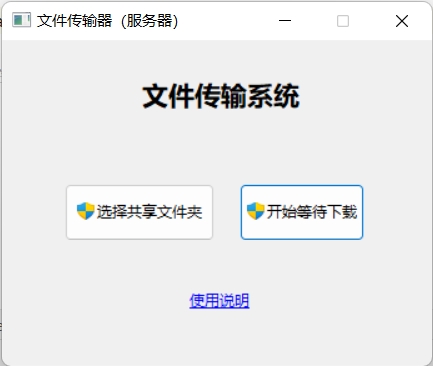 文件传输器（服务器）
文件传输系统
选择共享文件夹
开始等待下载
使用说明